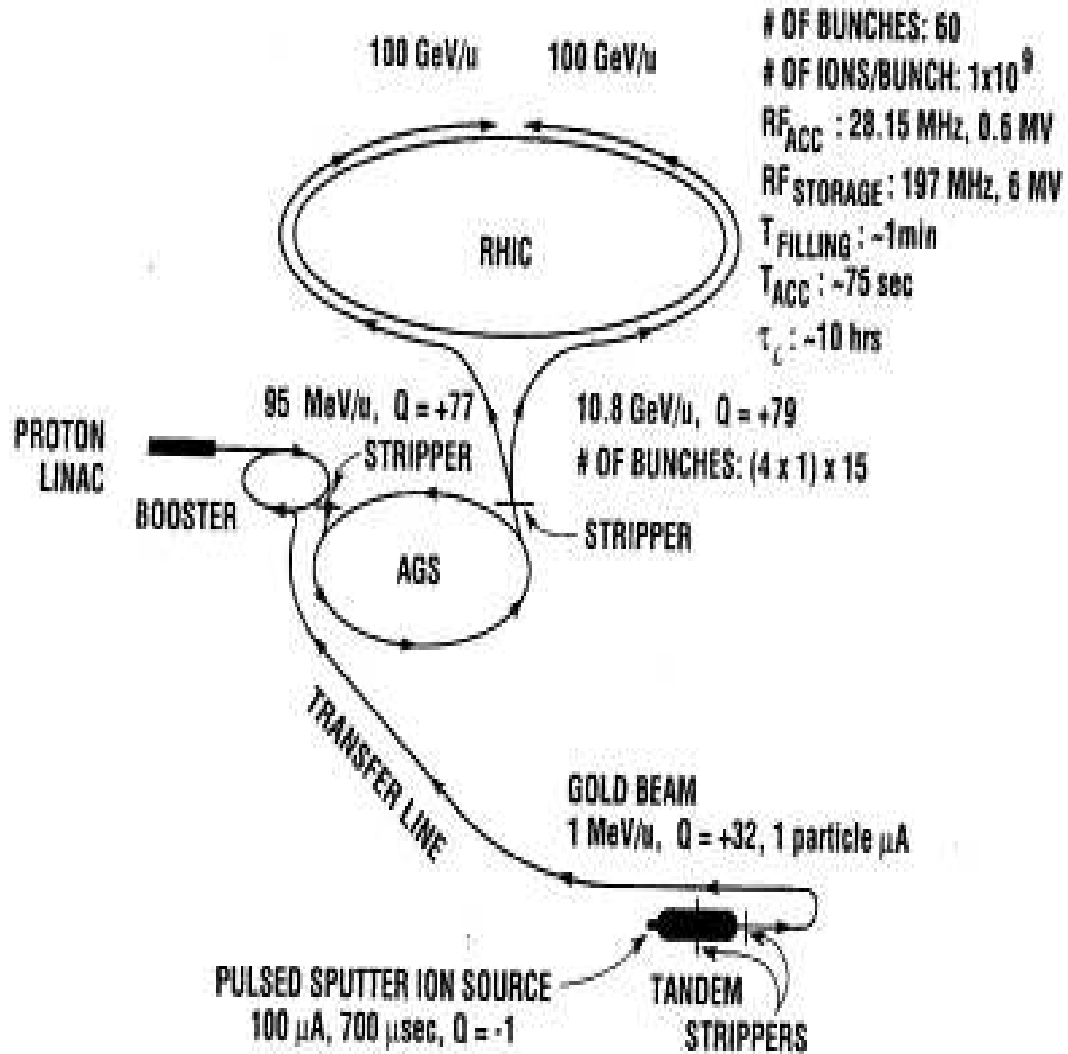 100 GeV/u 100 GeV/u
# OF BUNCHES: 60
# OF IONS/BUNCH: 1x10⁹
RF_ACC : 28.15 MHz, 0.6 MV
RF_STORAGE : 197 MHz, 6 MV
T_FILLING : ~1min
T_ACC : ~75 sec
τ_L : ~10 hrs
RHIC
95 MeV/u, Q = +77
10.8 GeV/u, Q = +79
# OF BUNCHES: (4 x 1) x 15
PROTON
LINAC
STRIPPER
BOOSTER
STRIPPER
AGS
TRANSFER LINE
GOLD BEAM
1 MeV/u, Q = +32, 1 particle µA
PULSED SPUTTER ION SOURCE
100 µA, 700 µsec, Q = -1
TANDEM
STRIPPERS